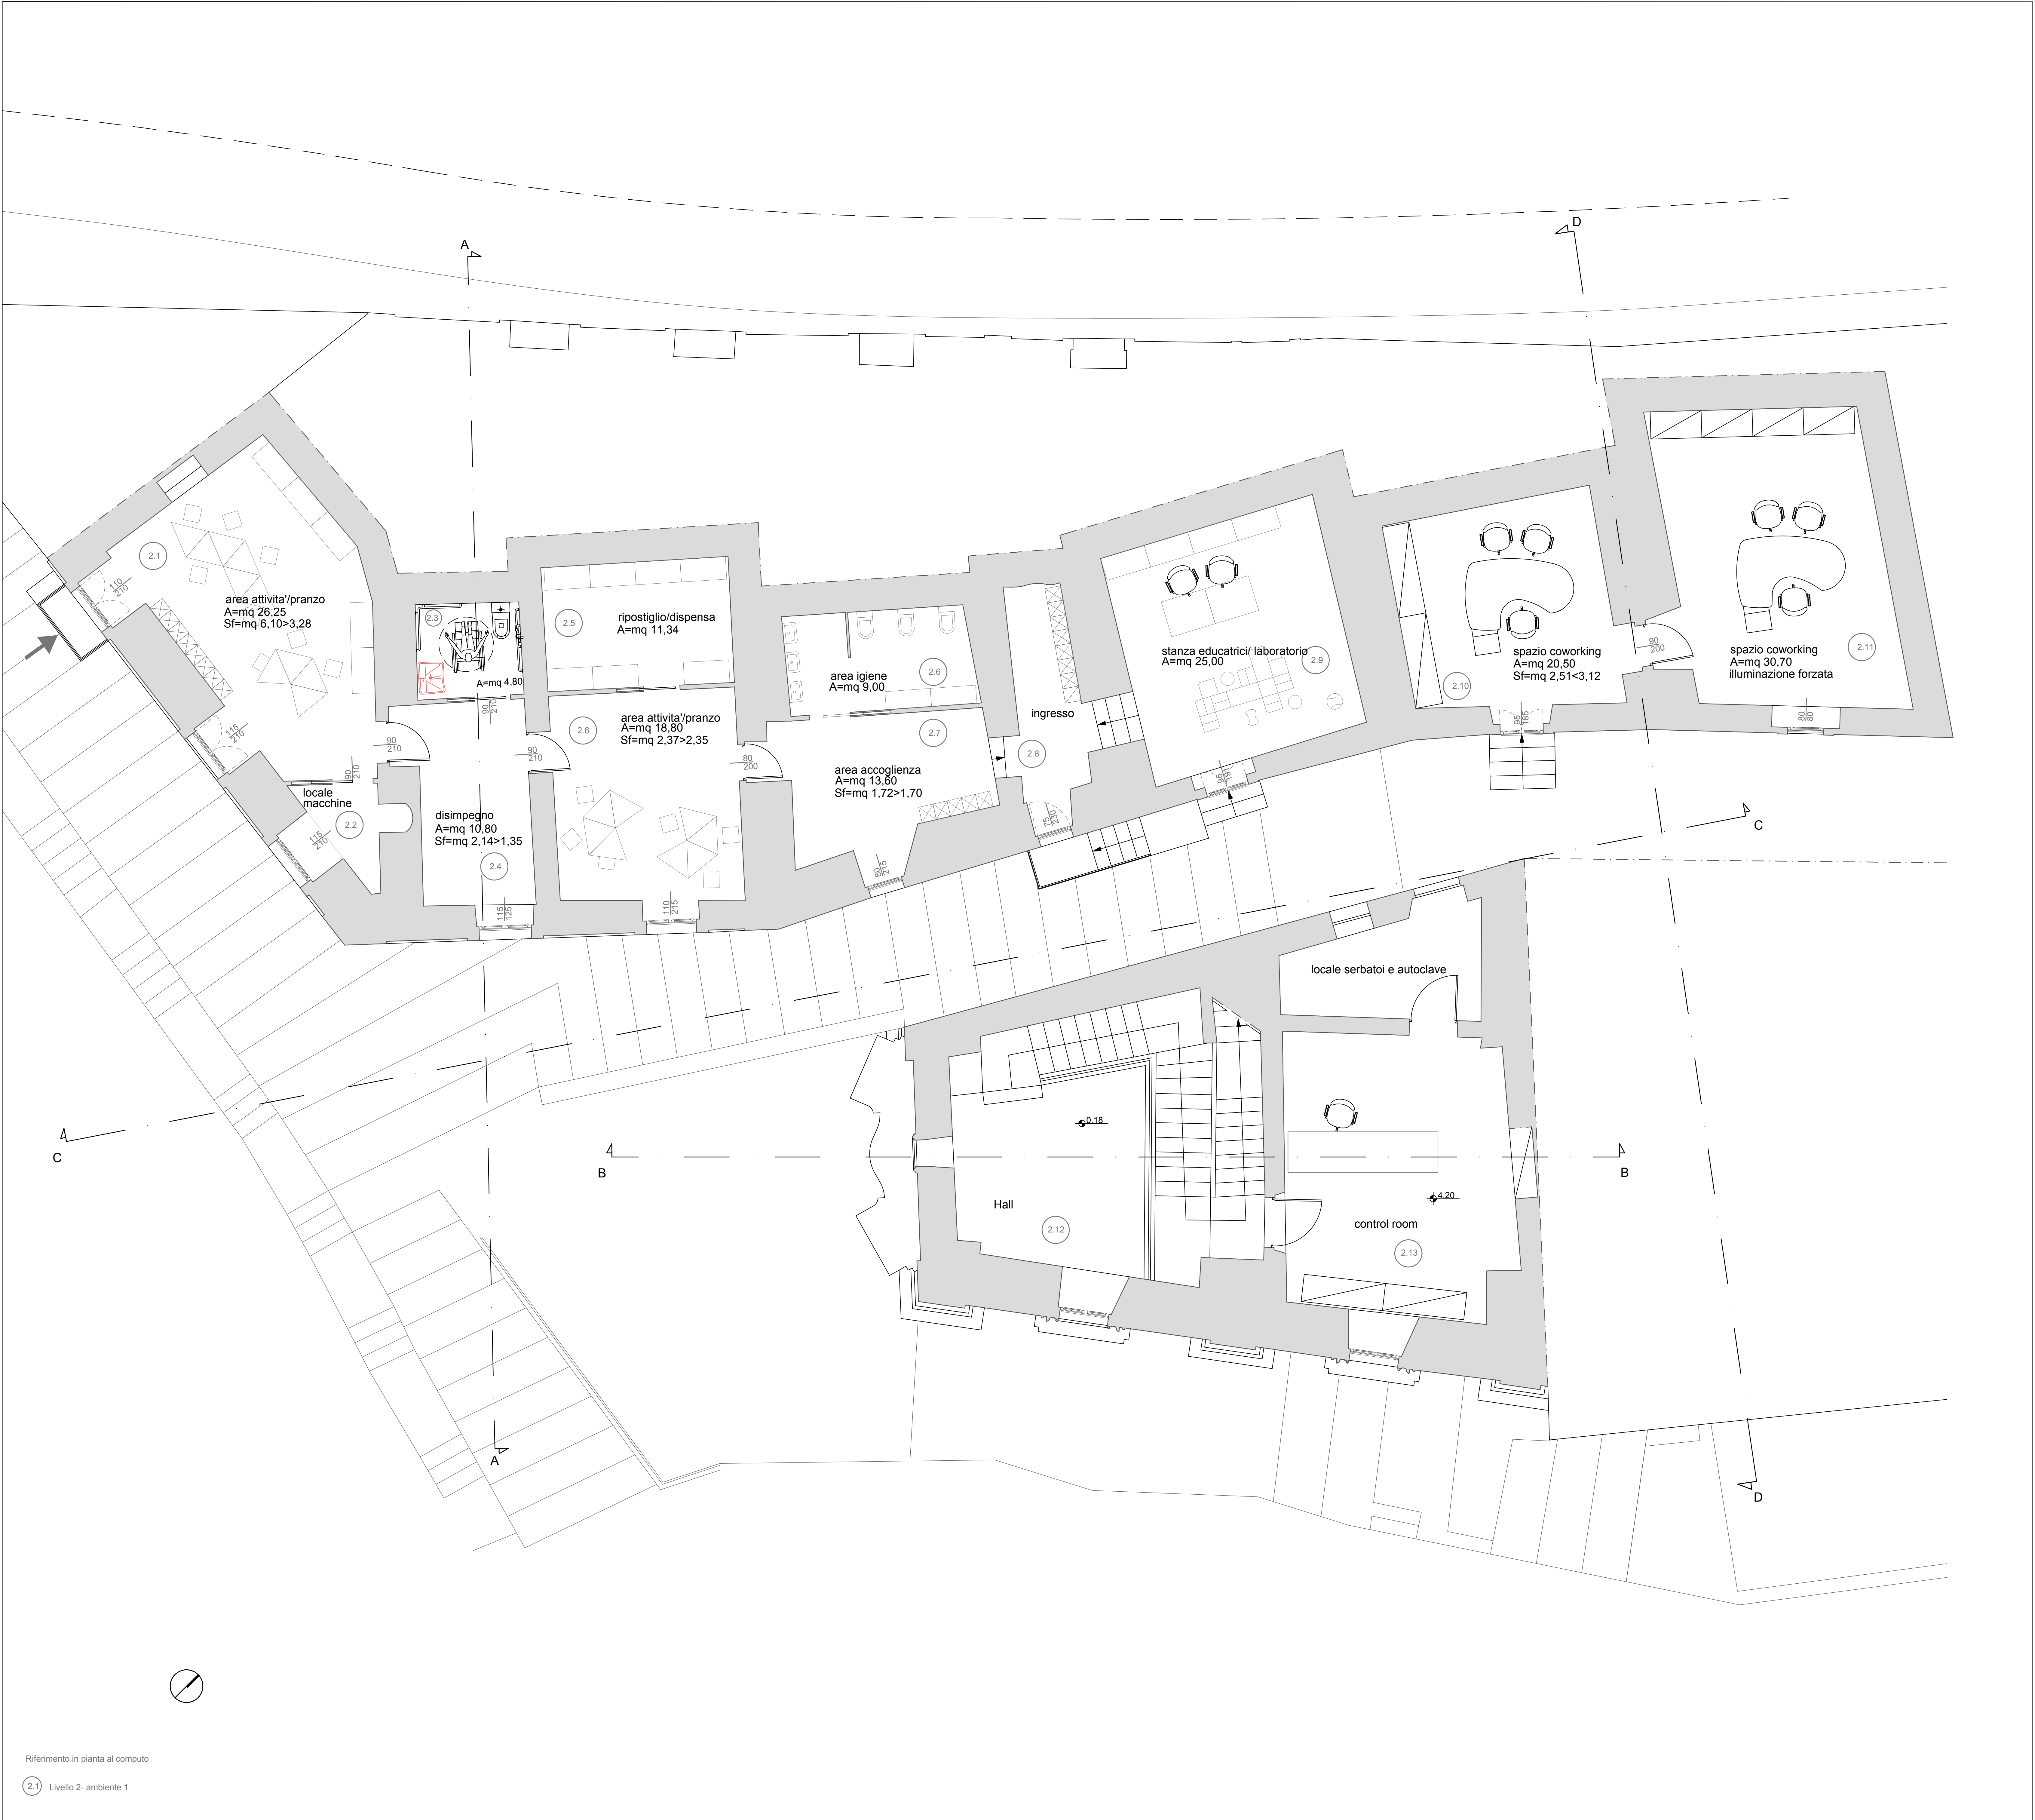 A
D
2.1
110
210
area attivita'/pranzo
A=mq 26,25
Sf=mq 6,10>3,28
115
210
2.3
A=mq 4,80
90
210
2.5
ripostiglio/dispensa
A=mq 11,34
area igiene
A=mq 9,00
2.6
ingresso
2.8
stanza educatrici/ laboratorio
A=mq 25,00
2.9
spazio coworking
A=mq 20,50
Sf=mq 2,51<3,12
2.10
95
185
90
200
spazio coworking
A=mq 30,70
illuminazione forzata
2.11
80
80
90
210
90
210
locale
macchine
2.2
115
210
disimpegno
A=mq 10,80
Sf=mq 2,14>1,35
2.4
115
125
90
210
2.6
area attivita'/pranzo
A=mq 18,80
Sf=mq 2,37>2,35
110
215
80
200
2.7
area accoglienza
A=mq 13,60
Sf=mq 1,72>1,70
80
215
75
230
95
191
C
locale serbatoi e autoclave
C
B
0.18
Hall
2.12
4.20
control room
2.13
B
A
D
Riferimento in pianta al computo
2.1 Livello 2- ambiente 1